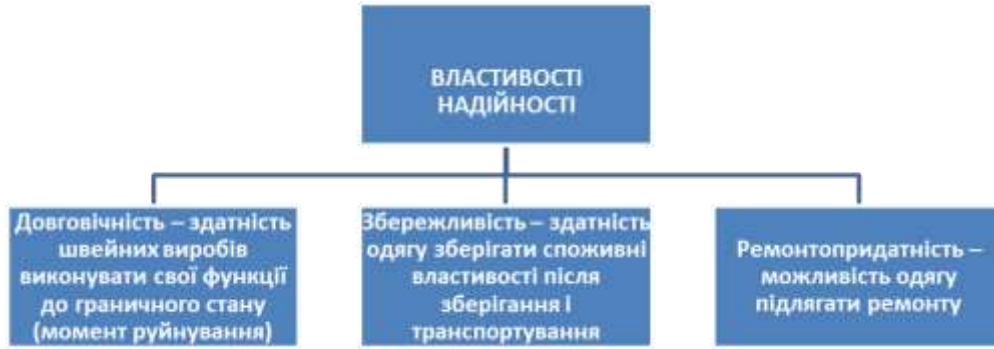 ВЛАСТИВОСТІ
НАДІЙНОСТІ
Довговічність – здатність
швейних виробів
виконувати свої функції
до граничного стану
(момент руйнування)
Збережливість – здатність
одягу зберігати споживні
властивості після
зберігання і
транспортування
Ремонтопридатність –
можливість одягу
підлягати ремонту